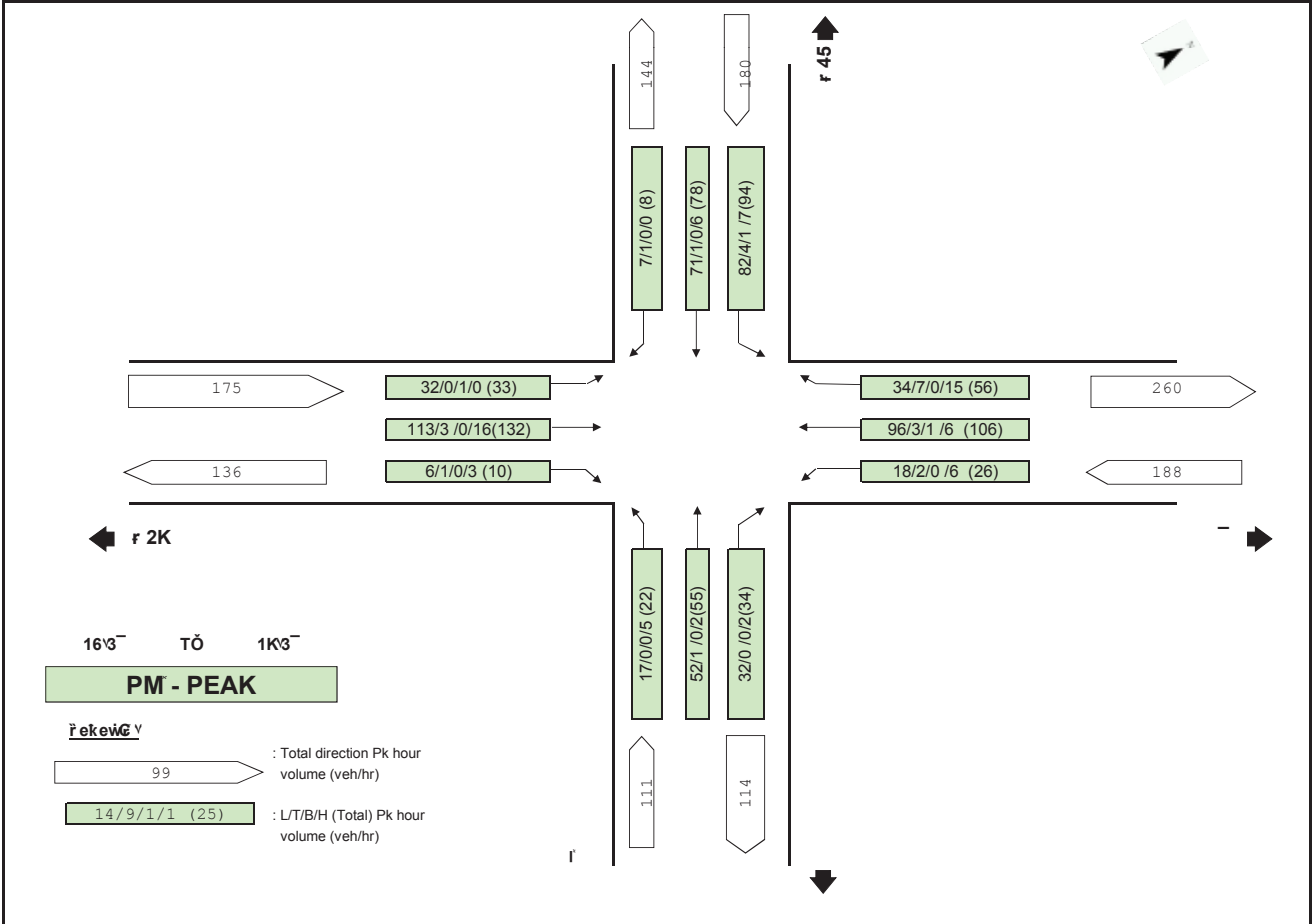 144
180
45
7/1/0/0 (8)
71/1/0/6 (78)
82/4/1 /7(94)
175
32/0/1/0 (33)
34/7/0/15 (56)
260
113/3 /0/16(132)
96/3/1 /6 (106)
136
6/1/0/3 (10)
18/2/0 /6 (26)
188
2K
17/0/0/5 (22)
52/1 /0/2(55)
32/0 /0/2(34)
PM - PEAK
: Total direction Pk hour
99
volume (veh/hr)
111
114
14/9/1/1 (25)
: L/T/B/H (Total) Pk hour
volume (veh/hr)